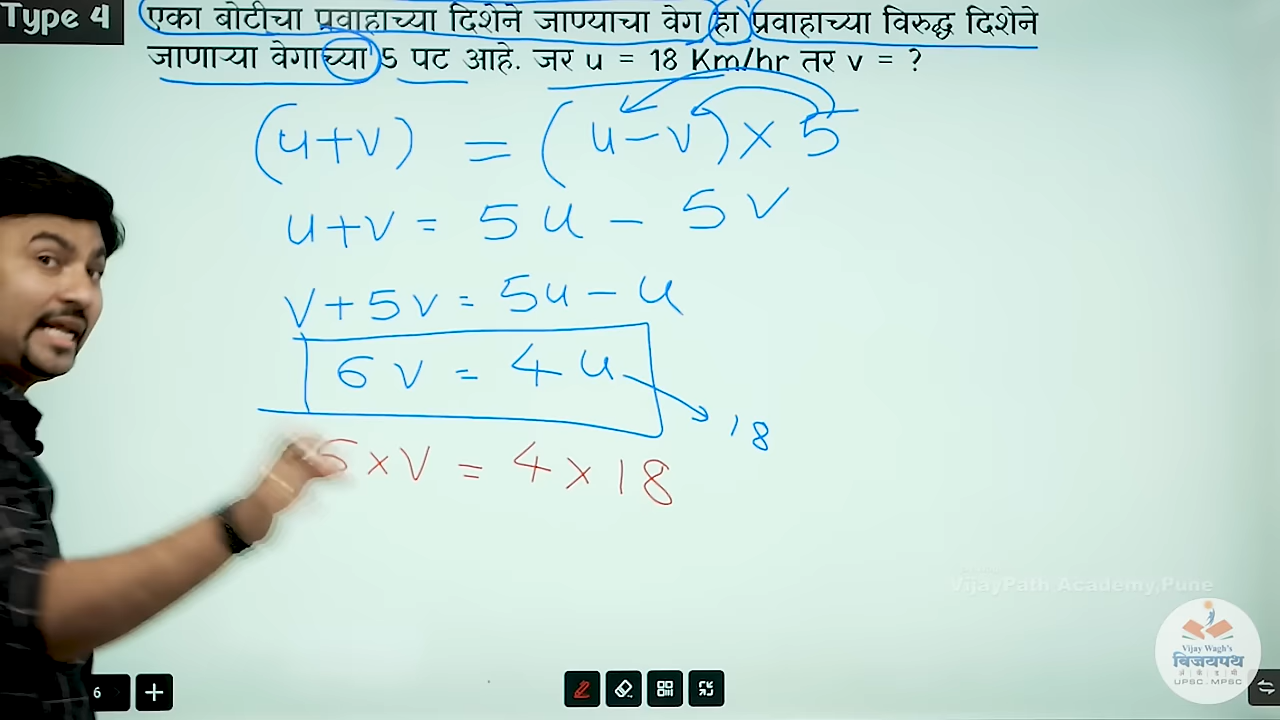 Type 4
एका बोटीचा प्रवाहाच्या दिशेने जाण्याचा वेग हा प्रवाहाच्या विरुद्ध दिशेने
जाणाऱ्या वेगाच्या 5 पट आहे. जर u = 18 Km/hr तर v = ?
(u+v) = (u-v) × 5
u+v = 5u - 5v
v+5v = 5u - u
6v = 4u
18
6 × v = 4 × 18
VijayPath Academy,Pune
Vijay Wagh's
विजयपथ
UPSC . MPSC
6